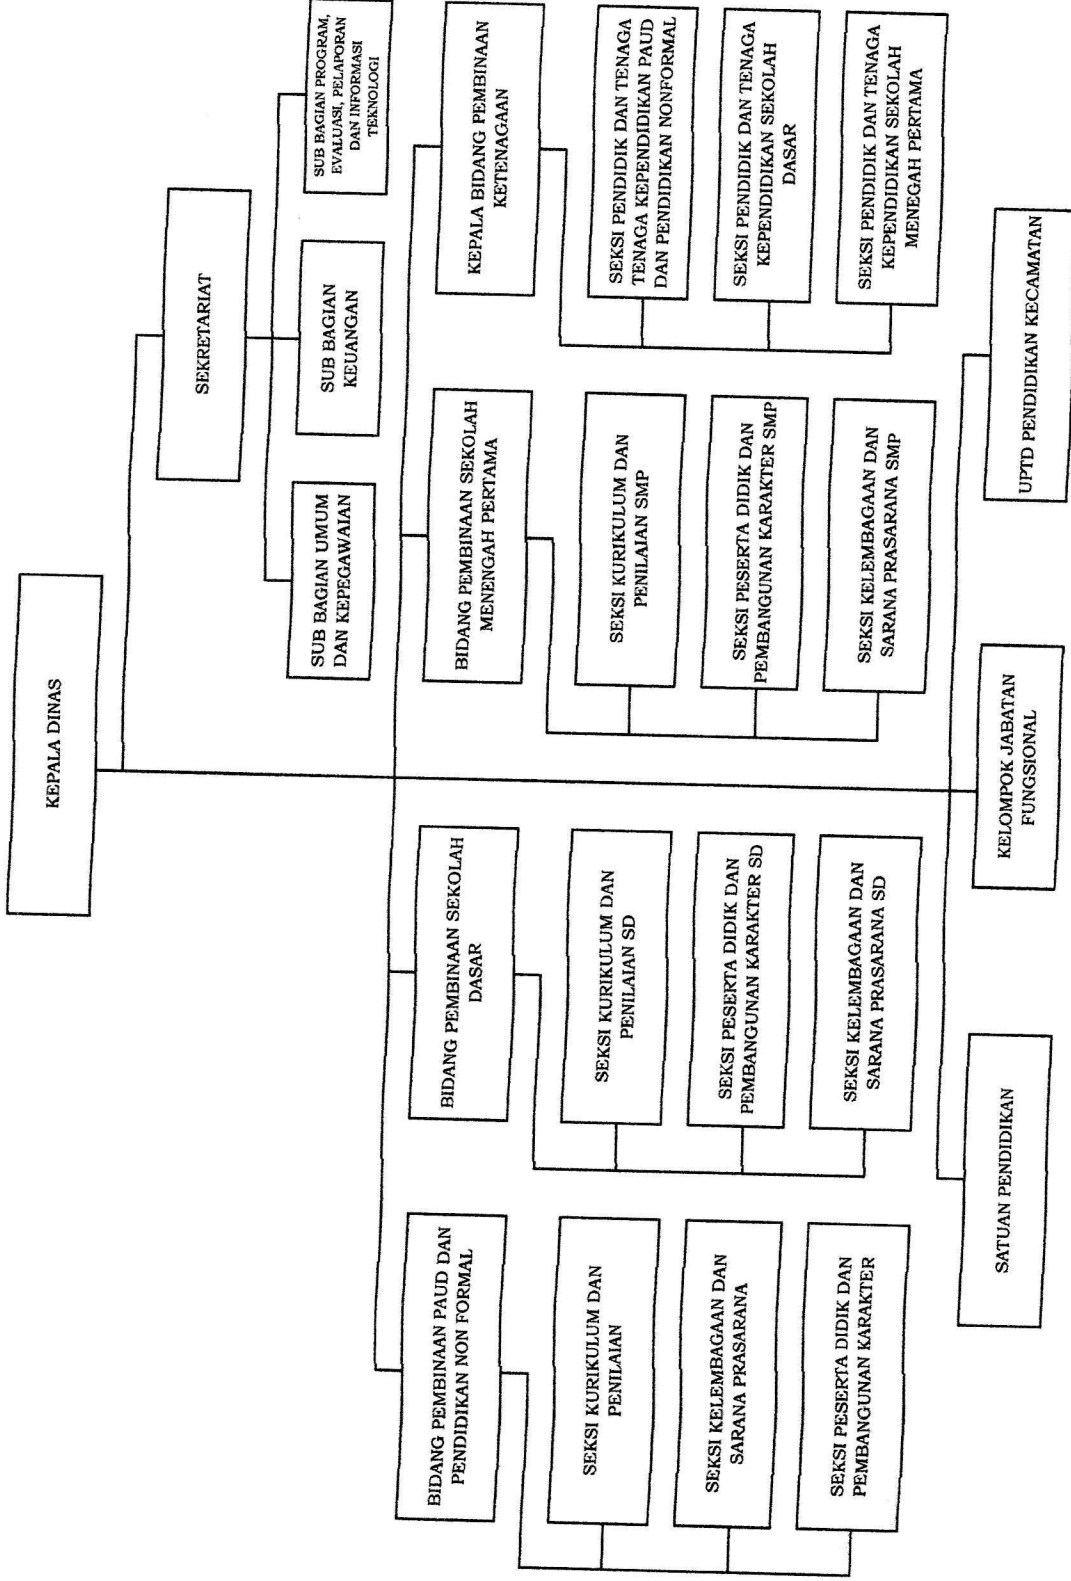 KEPALA DINAS
SEKRETARIAT
SUB BAGIAN UMUM
DAN KEPEGAWAIAN
SUB BAGIAN
KEUANGAN
SUB BAGIAN PROGRAM,
EVALUASI, PELAPORAN
DAN INFORMASI
TEKNOLOGI
BIDANG PEMBINAAN PAUD DAN
PENDIDIKAN NON FORMAL
SEKSI KURIKULUM DAN
PENILAIAN
SEKSI KELEMBAGAAN DAN
SARANA PRASARANA
SEKSI PESERTA DIDIK DAN
PEMBANGUNAN KARAKTER
BIDANG PEMBINAAN SEKOLAH
DASAR
SEKSI KURIKULUM DAN
PENILAIAN SD
SEKSI PESERTA DIDIK DAN
PEMBANGUNAN KARAKTER SD
SEKSI KELEMBAGAAN DAN
SARANA PRASARANA SD
BIDANG PEMBINAAN SEKOLAH
MENENGAH PERTAMA
SEKSI KURIKULUM DAN
PENILAIAN SMP
SEKSI PESERTA DIDIK DAN
PEMBANGUNAN KARAKTER SMP
SEKSI KELEMBAGAAN DAN
SARANA PRASARANA SMP
KEPALA BIDANG PEMBINAAN
KETENAGAAN
SEKSI PENDIDIK DAN TENAGA
TENAGA KEPENDIDIKAN PAUD
DAN PENDIDIKAN NONFORMAL
SEKSI PENDIDIK DAN TENAGA
KEPENDIDIKAN SEKOLAH
DASAR
SEKSI PENDIDIK DAN TENAGA
KEPENDIDIKAN SEKOLAH
MENEGAH PERTAMA
SATUAN PENDIDIKAN
KELOMPOK JABATAN
FUNGSIONAL
UPTD PENDIDIKAN KECAMATAN